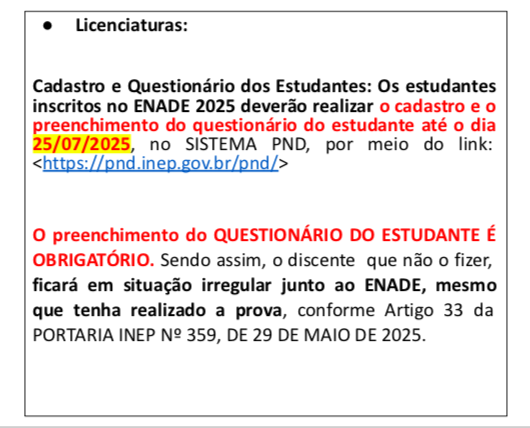 ● Licenciaturas:
Cadastro e Questionário dos Estudantes: Os estudantes
inscritos no ENADE 2025 deverão realizar o cadastro e o
preenchimento do questionário do estudante até o dia
25/07/2025, no SISTEMA PND, por meio do link:
<https://pnd.inep.gov.br/pnd/>
O preenchimento do QUESTIONÁRIO DO ESTUDANTE É
OBRIGATÓRIO. Sendo assim, o discente que não o fizer,
ficará em situação irregular junto ao ENADE, mesmo
que tenha realizado a prova, conforme Artigo 33 da
PORTARIA INEP Nº 359, DE 29 DE MAIO DE 2025.